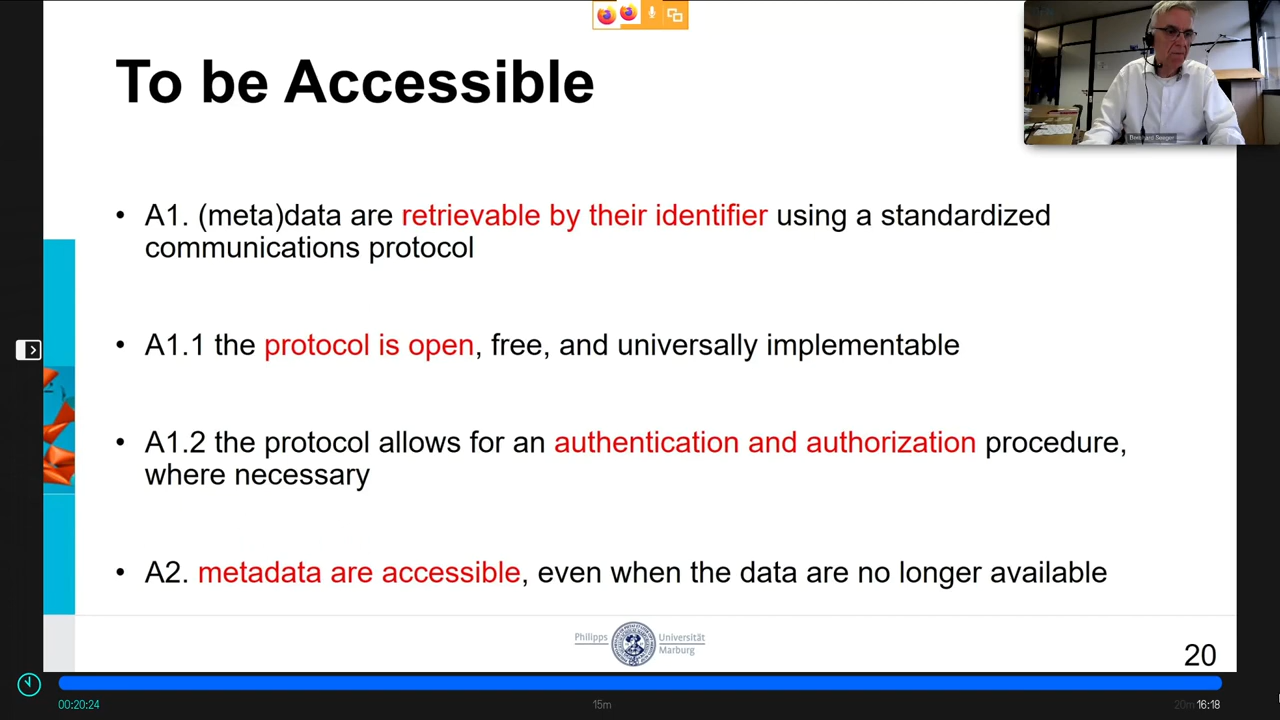 To be Accessible
Bernhard Seeger
• A1. (meta)data are retrievable by their identifier using a standardized
communications protocol
• A1.1 the protocol is open, free, and universally implementable
• A1.2 the protocol allows for an authentication and authorization procedure,
where necessary
• A2. metadata are accessible, even when the data are no longer available
Philipps Universität
Marburg
20
00:20:24
15m
20m
16:18